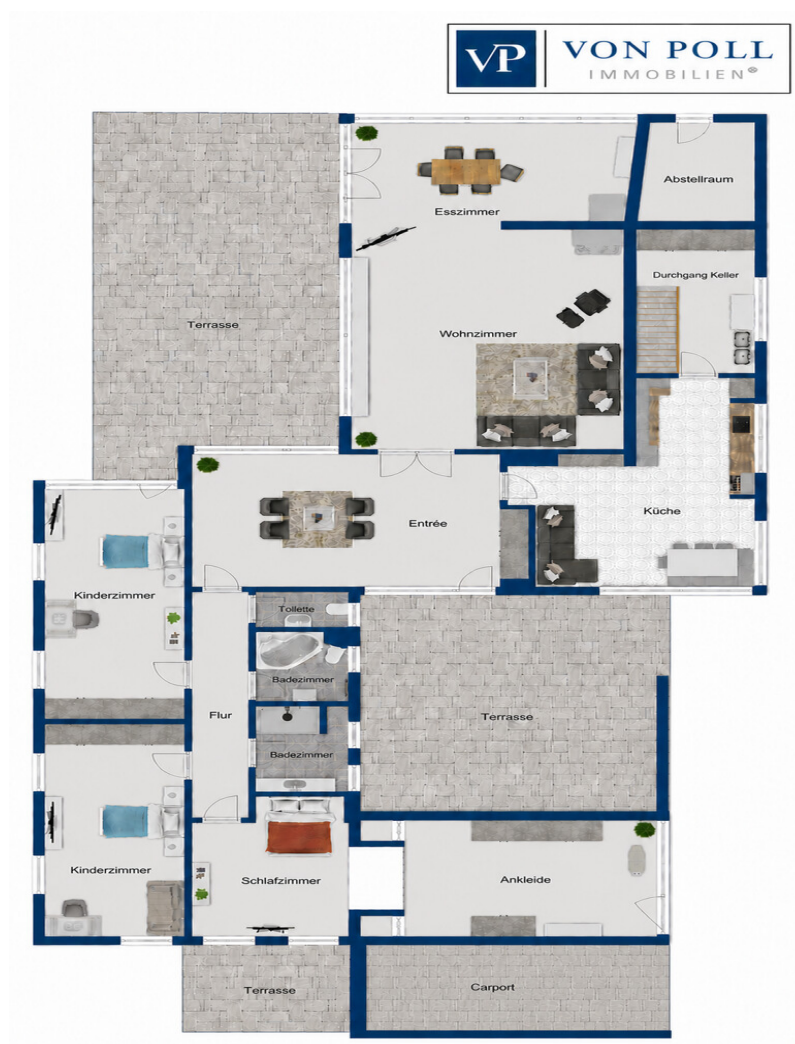 VP VON POLL
IMMOBILIEN®
Abstellraum
Esszimmer
Durchgang Keller
Terrasse
Wohnzimmer
Küche
Entrée
Kinderzimmer
Toilette
Badezimmer
Flur
Terrasse
Badezimmer
Kinderzimmer
Schlafzimmer
Ankleide
Terrasse
Carport